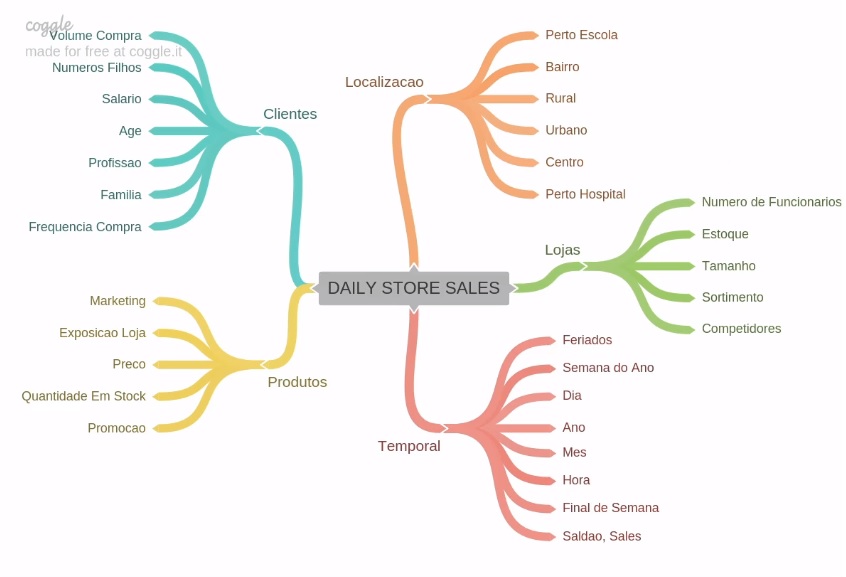 coggle
made for free at coggle.it
Volume Compra
Numeros Filhos
Salario
Age
Profissao
Familia
Frequencia Compra
Clientes
Marketing
Exposicao Loja
Preco
Quantidade Em Stock
Promocao
Produtos
DAILY STORE SALES
Localizacao
Perto Escola
Bairro
Rural
Urbano
Centro
Perto Hospital
Lojas
Numero de Funcionarios
Estoque
Tamanho
Sortimento
Competidores
Temporal
Feriados
Semana do Ano
Dia
Ano
Mes
Hora
Final de Semana
Saldao, Sales